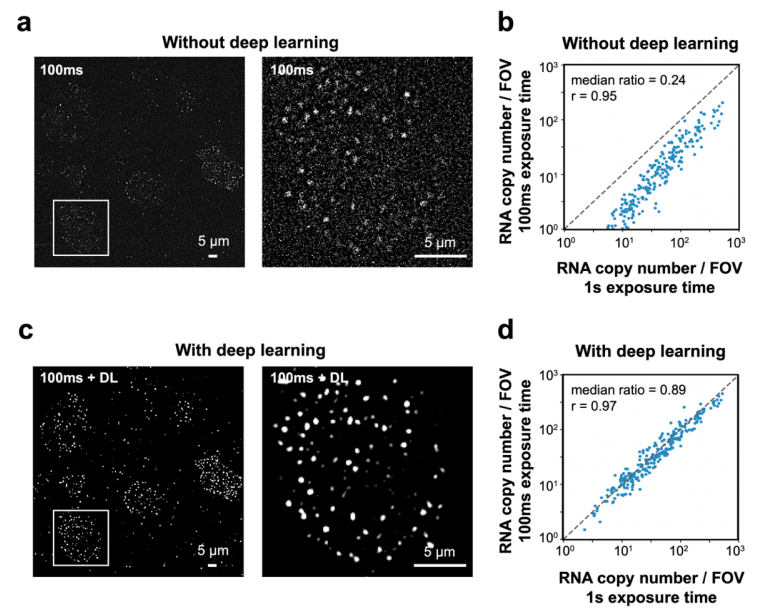 a
Without deep learning
100ms
5 µm
100ms
5 µm
b
Without deep learning
RNA copy number / FOV
100ms exposure time
10³
10²
10¹
10⁰
median ratio = 0.24
r = 0.95
10⁰
10¹
10²
10³
RNA copy number / FOV
1s exposure time
c
With deep learning
100ms + DL
5 µm
100ms + DL
5 µm
d
With deep learning
RNA copy number / FOV
100ms exposure time
10³
10²
10¹
10⁰
median ratio = 0.89
r = 0.97
10⁰
10¹
10²
10³
RNA copy number / FOV
1s exposure time